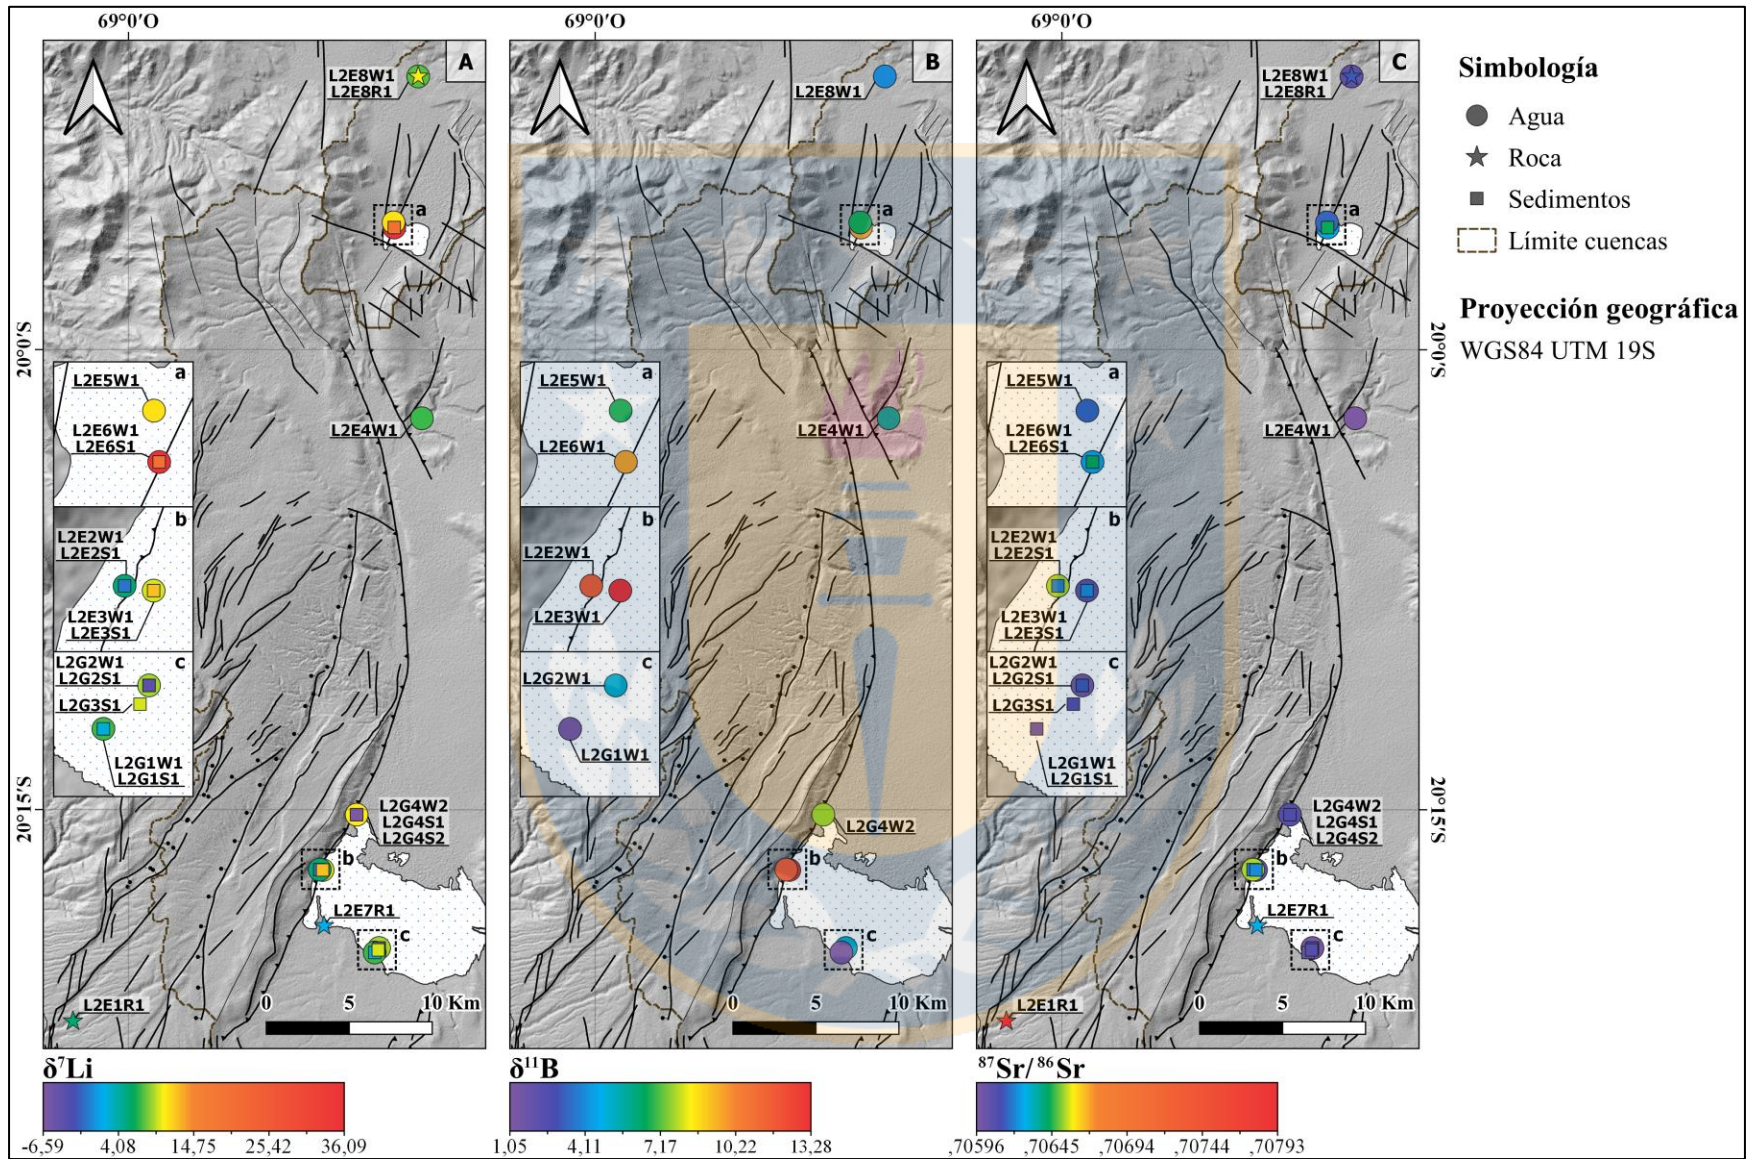 69°0'O
69°0'O
69°0'O
A
L2E8W1
L2E8R1
a
L2E4W1
a
L2E5W1
L2E6W1
L2E6S1
b
L2E2W1
L2E2S1
L2E3W1
L2E3S1
c
L2G2W1
L2G2S1
L2G3S1
L2G1W1
L2G1S1
L2G4W2
L2G4S1
L2G4S2
b
L2E7R1
c
L2E1R1
0 5 10 Km
20°0'S
20°15'S
B
L2E8W1
a
L2E4W1
a
L2E5W1
L2E6W1
b
L2E2W1
L2E3W1
c
L2G2W1
L2G1W1
L2G4W2
b
c
0 5 10 Km
C
L2E8W1
L2E8R1
a
L2E4W1
a
L2E5W1
L2E6W1
L2E6S1
b
L2E2W1
L2E2S1
L2E3W1
L2E3S1
c
L2G2W1
L2G2S1
L2G3S1
L2G1W1
L2G1S1
L2G4W2
L2G4S1
L2G4S2
b
L2E7R1
c
L2E1R1
0 5 10 Km
20°0'S
20°15'S
Simbología
Agua
Roca
Sedimentos
Límite cuencas
Proyección geográfica
WGS84 UTM 19S
δ⁷Li
-6,59 4,08 14,75 25,42 36,09
δ¹¹B
1,05 4,11 7,17 10,22 13,28
⁸⁷Sr/⁸⁶Sr
,70596 ,70645 ,70694 ,70744 ,70793